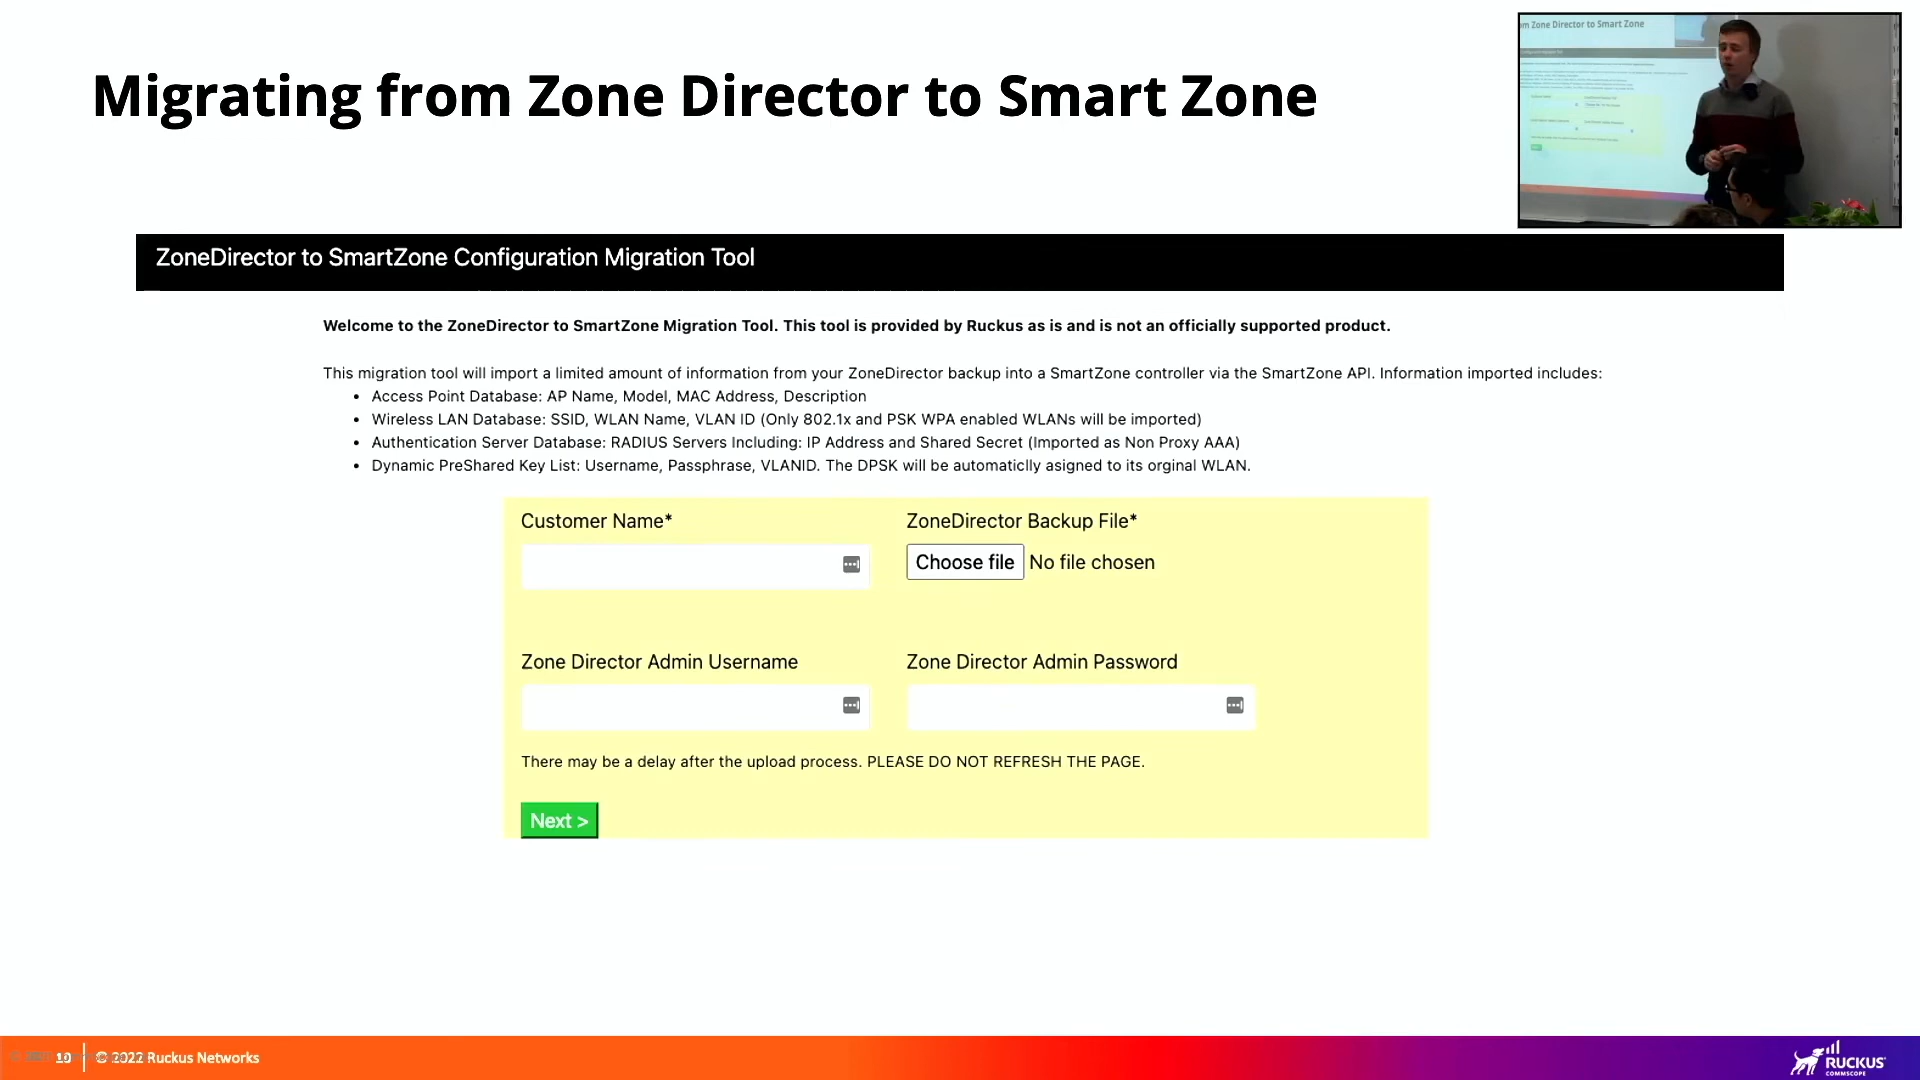 Migrating from Zone Director to Smart Zone
om Zone Director to Smart Zone
ZoneDirector to SmartZone Configuration Migration Tool
Welcome to the ZoneDirector to SmartZone Migration Tool. This tool is provided by Ruckus as is and is not an officially supported product.
This migration tool will import a limited amount of information from your ZoneDirector backup into a SmartZone controller via the SmartZone API. Information imported includes:
• Access Point Database: AP Name, Model, MAC Address, Description
• Wireless LAN Database: SSID, WLAN Name, VLAN ID (Only 802.1x and PSK WPA enabled WLANs will be imported)
• Authentication Server Database: RADIUS Servers Including: IP Address and Shared Secret (Imported as Non Proxy AAA)
• Dynamic PreShared Key List: Username, Passphrase, VLANID. The DPSK will be automaticlly asigned to its orginal WLAN.
Customer Name*
ZoneDirector Backup File*
Choose file No file chosen
Zone Director Admin Username
Zone Director Admin Password
There may be a delay after the upload process. PLEASE DO NOT REFRESH THE PAGE.
Next >
10
© 2022 Ruckus Networks
RUCKUS
COMMSCOPE